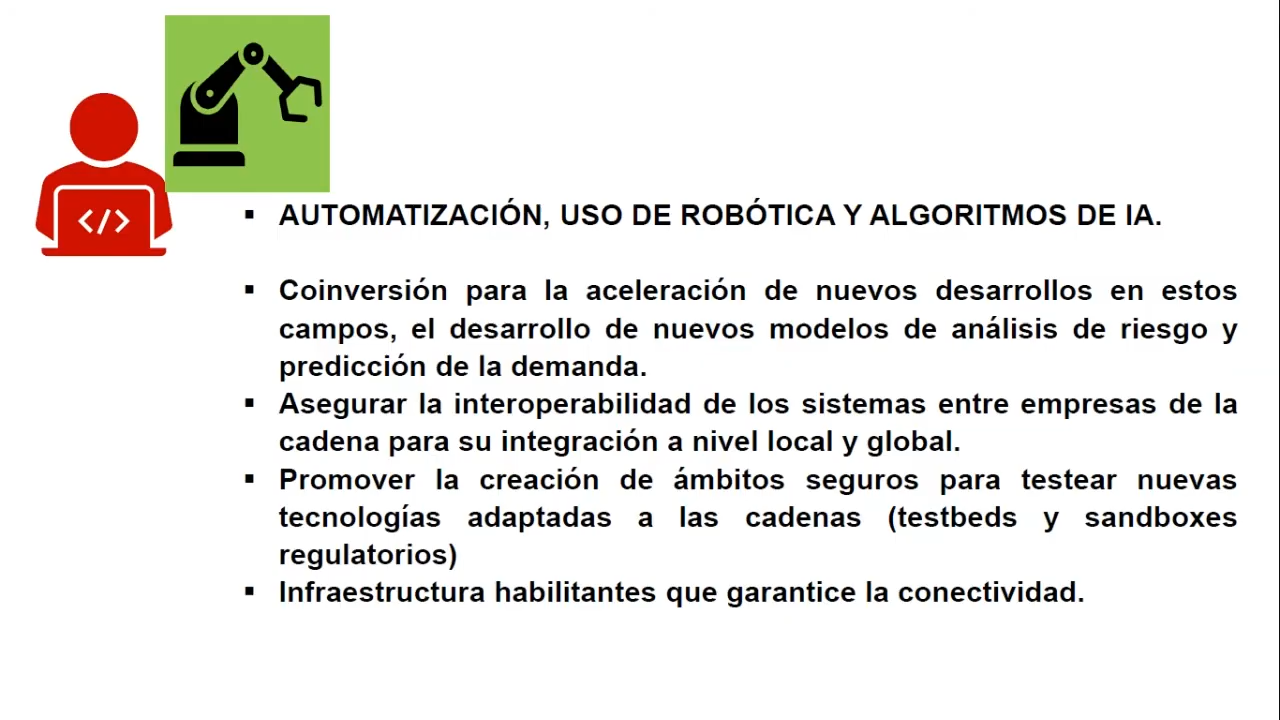 </>
▪ AUTOMATIZACIÓN, USO DE ROBÓTICA Y ALGORITMOS DE IA.
▪ Coinversión para la aceleración de nuevos desarrollos en estos
campos, el desarrollo de nuevos modelos de análisis de riesgo y
predicción de la demanda.
▪ Asegurar la interoperabilidad de los sistemas entre empresas de la
cadena para su integración a nivel local y global.
▪ Promover la creación de ámbitos seguros para testear nuevas
tecnologías adaptadas a las cadenas (testbeds y sandboxes
regulatorios)
▪ Infraestructura habilitantes que garantice la conectividad.